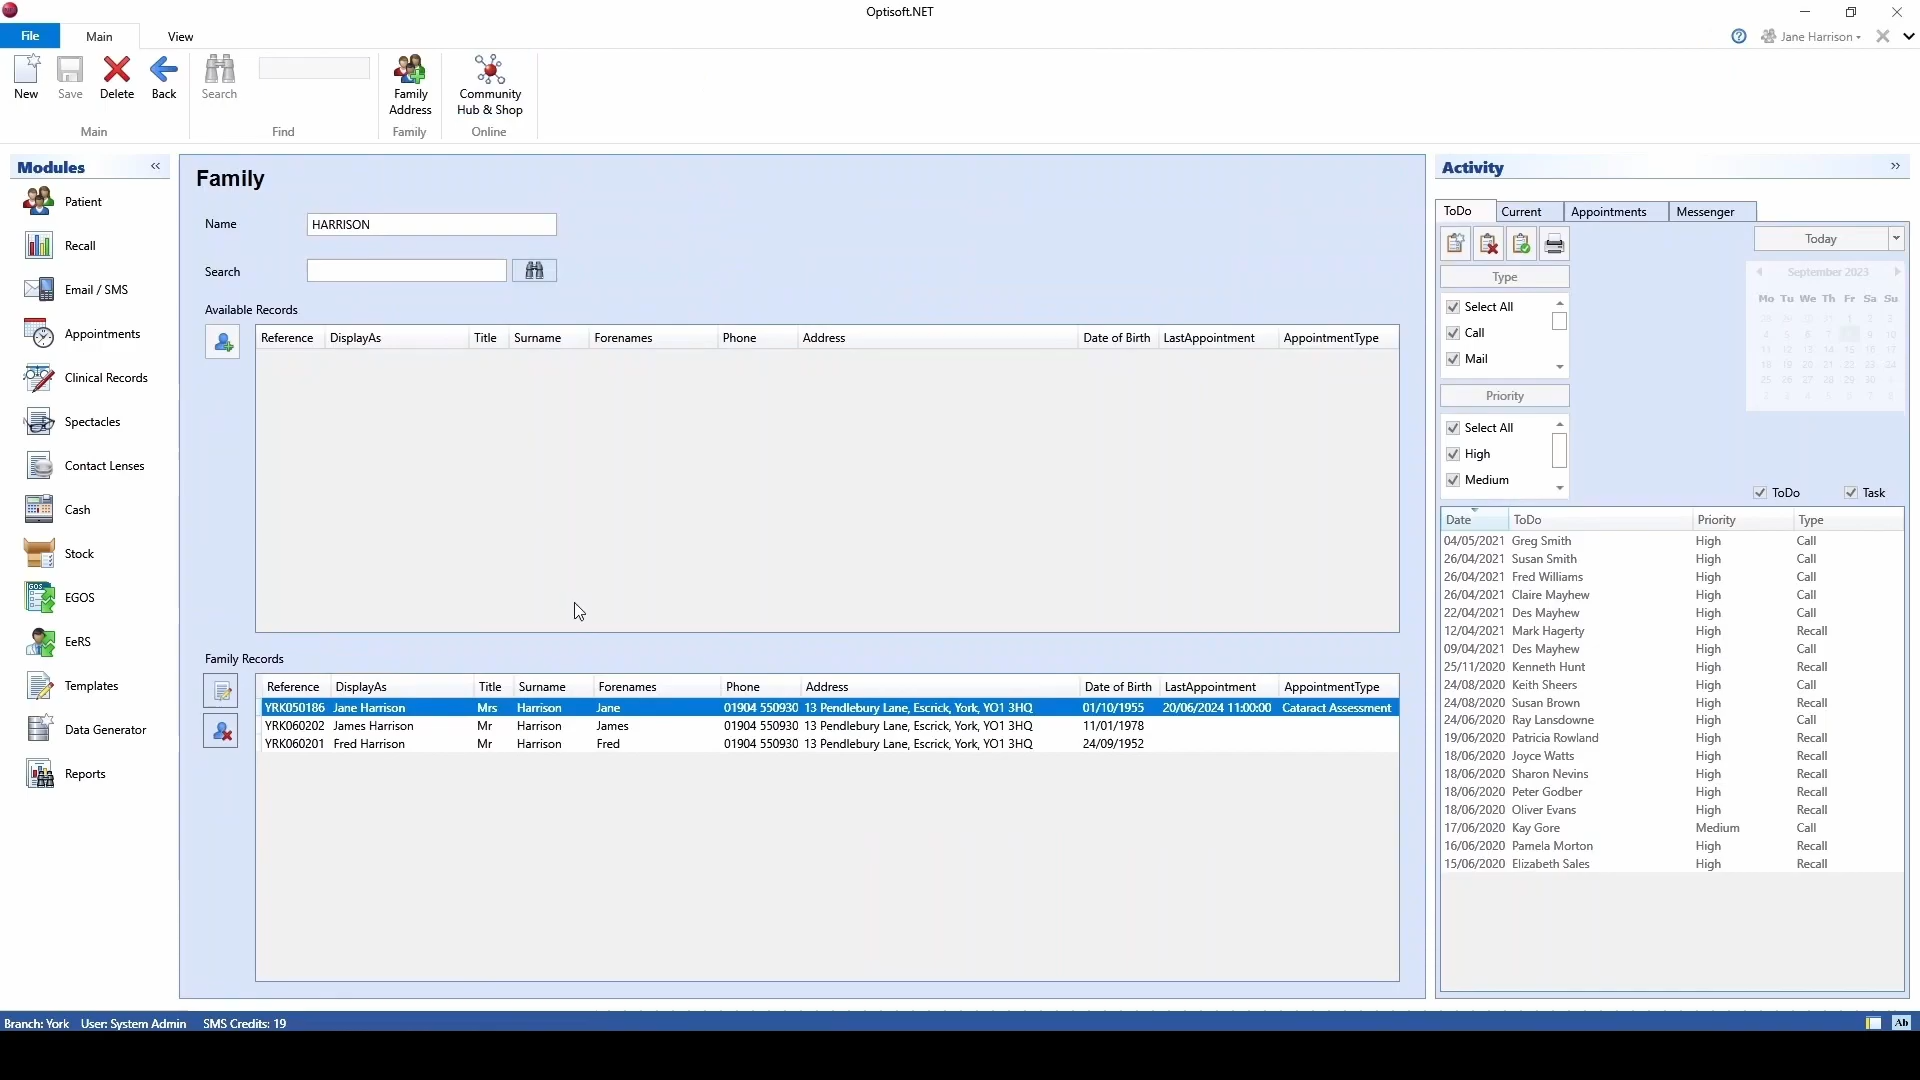 Optisoft.NET
File Main View
Jane Harrison
New Save Delete Back Search Family Address Community Hub & Shop
Main Find Family Online
Modules
Patient
Recall
Email / SMS
Appointments
Clinical Records
Spectacles
Contact Lenses
Cash
Stock
EGOS
EeRS
Templates
Data Generator
Reports
Family
Name HARRISON
Search
Available Records
Reference DisplayAs Title Surname Forenames Phone Address Date of Birth LastAppointment AppointmentType
Family Records
Reference DisplayAs Title Surname Forenames Phone Address Date of Birth LastAppointment AppointmentType
YRK050186 Jane Harrison Mrs Harrison Jane 01904 550930 13 Pendlebury Lane, Escrick, York, YO1 3HQ 01/10/1955 20/06/2024 11:00:00 Cataract Assessment
YRK060202 James Harrison Mr Harrison James 01904 550930 13 Pendlebury Lane, Escrick, York, YO1 3HQ 11/01/1978
YRK060201 Fred Harrison Mr Harrison Fred 01904 550930 13 Pendlebury Lane, Escrick, York, YO1 3HQ 24/09/1952
Activity
ToDo Current Appointments Messenger
Today
Type
Select All
Call
Mail
September 2023
Mo Tu We Th Fr Sa Su
Priority
Select All
High
Medium
ToDo Task
Date ToDo Priority Type
04/05/2021 Greg Smith High Call
26/04/2021 Susan Smith High Call
26/04/2021 Fred Williams High Call
26/04/2021 Claire Mayhew High Call
22/04/2021 Des Mayhew High Call
12/04/2021 Mark Hagerty High Recall
09/04/2021 Des Mayhew High Call
25/11/2020 Kenneth Hunt High Recall
24/08/2020 Keith Sheers High Call
24/08/2020 Susan Brown High Call
24/06/2020 Ray Lansdowne High Call
19/06/2020 Patricia Rowland High Recall
18/06/2020 Joyce Watts High Recall
18/06/2020 Sharon Nevins High Recall
18/06/2020 Peter Godber High Recall
18/06/2020 Oliver Evans High Recall
17/06/2020 Kay Gore Medium Call
16/06/2020 Pamela Morton High Recall
15/06/2020 Elizabeth Sales High Recall
Branch: York User: System Admin SMS Credits: 19
Ab